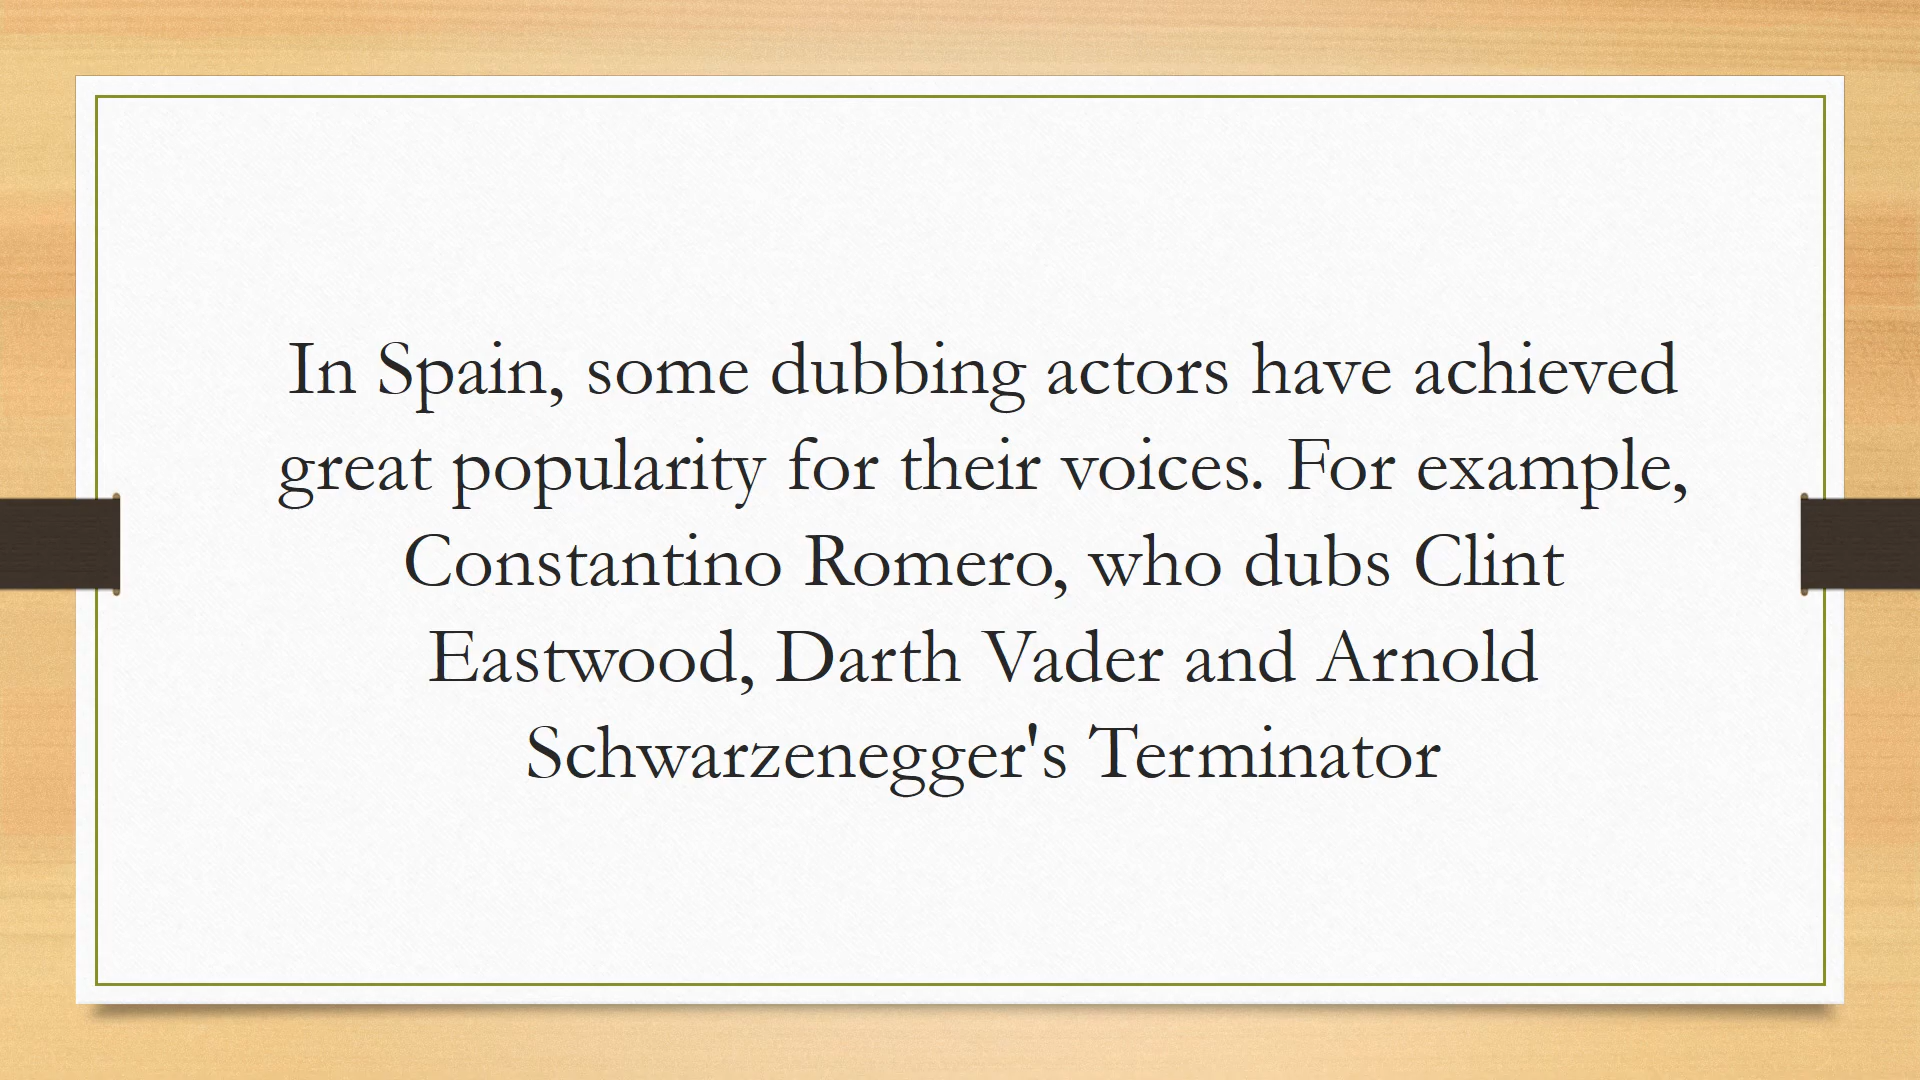 In Spain, some dubbing actors have achieved
great popularity for their voices. For example,
Constantino Romero, who dubs Clint
Eastwood, Darth Vader and Arnold
Schwarzenegger's Terminator